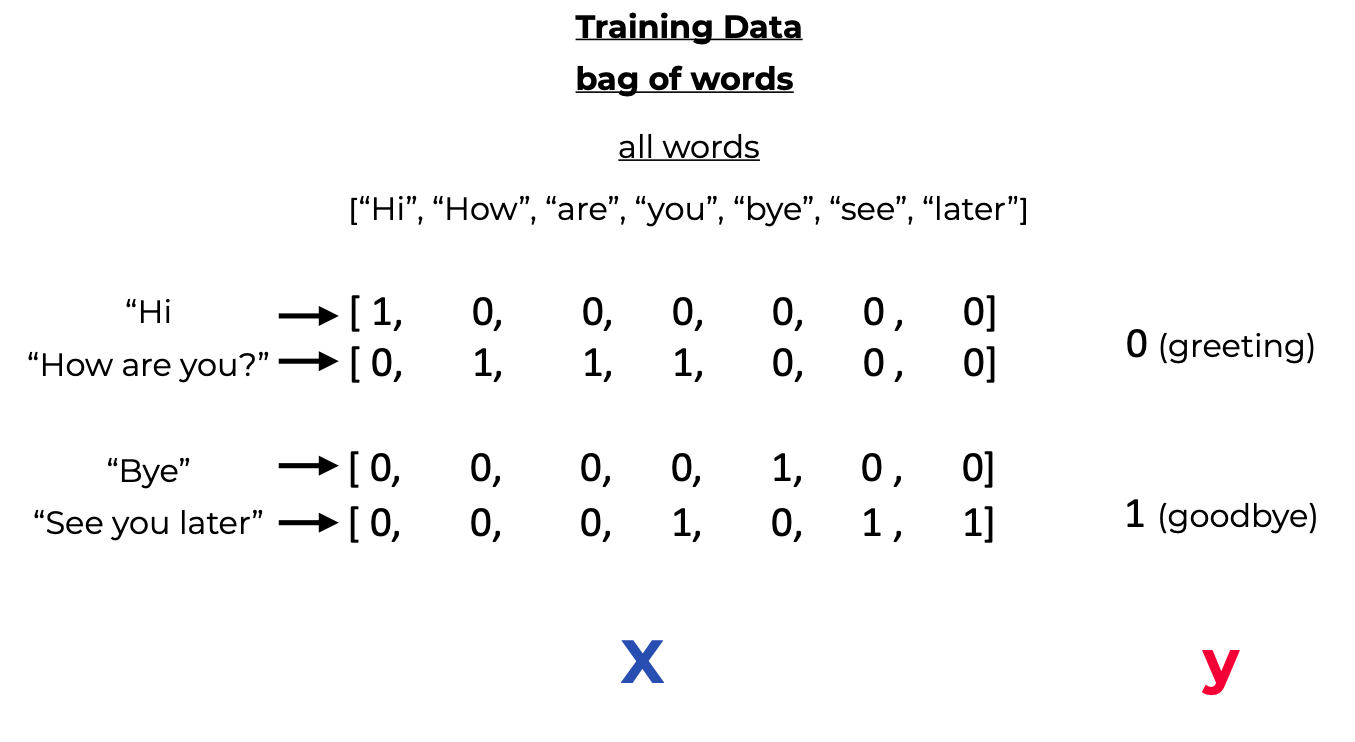 Training Data
bag of words
all words
[“Hi”, “How”, “are”, “you”, “bye”, “see”, “later”]
“Hi [ 1, 0, 0, 0, 0, 0 , 0]
0 (greeting)
“How are you?” [ 0, 1, 1, 1, 0, 0 , 0]
“Bye” [ 0, 0, 0, 0, 1, 0 , 0]
1 (goodbye)
“See you later” [ 0, 0, 0, 1, 0, 1 , 1]
X y